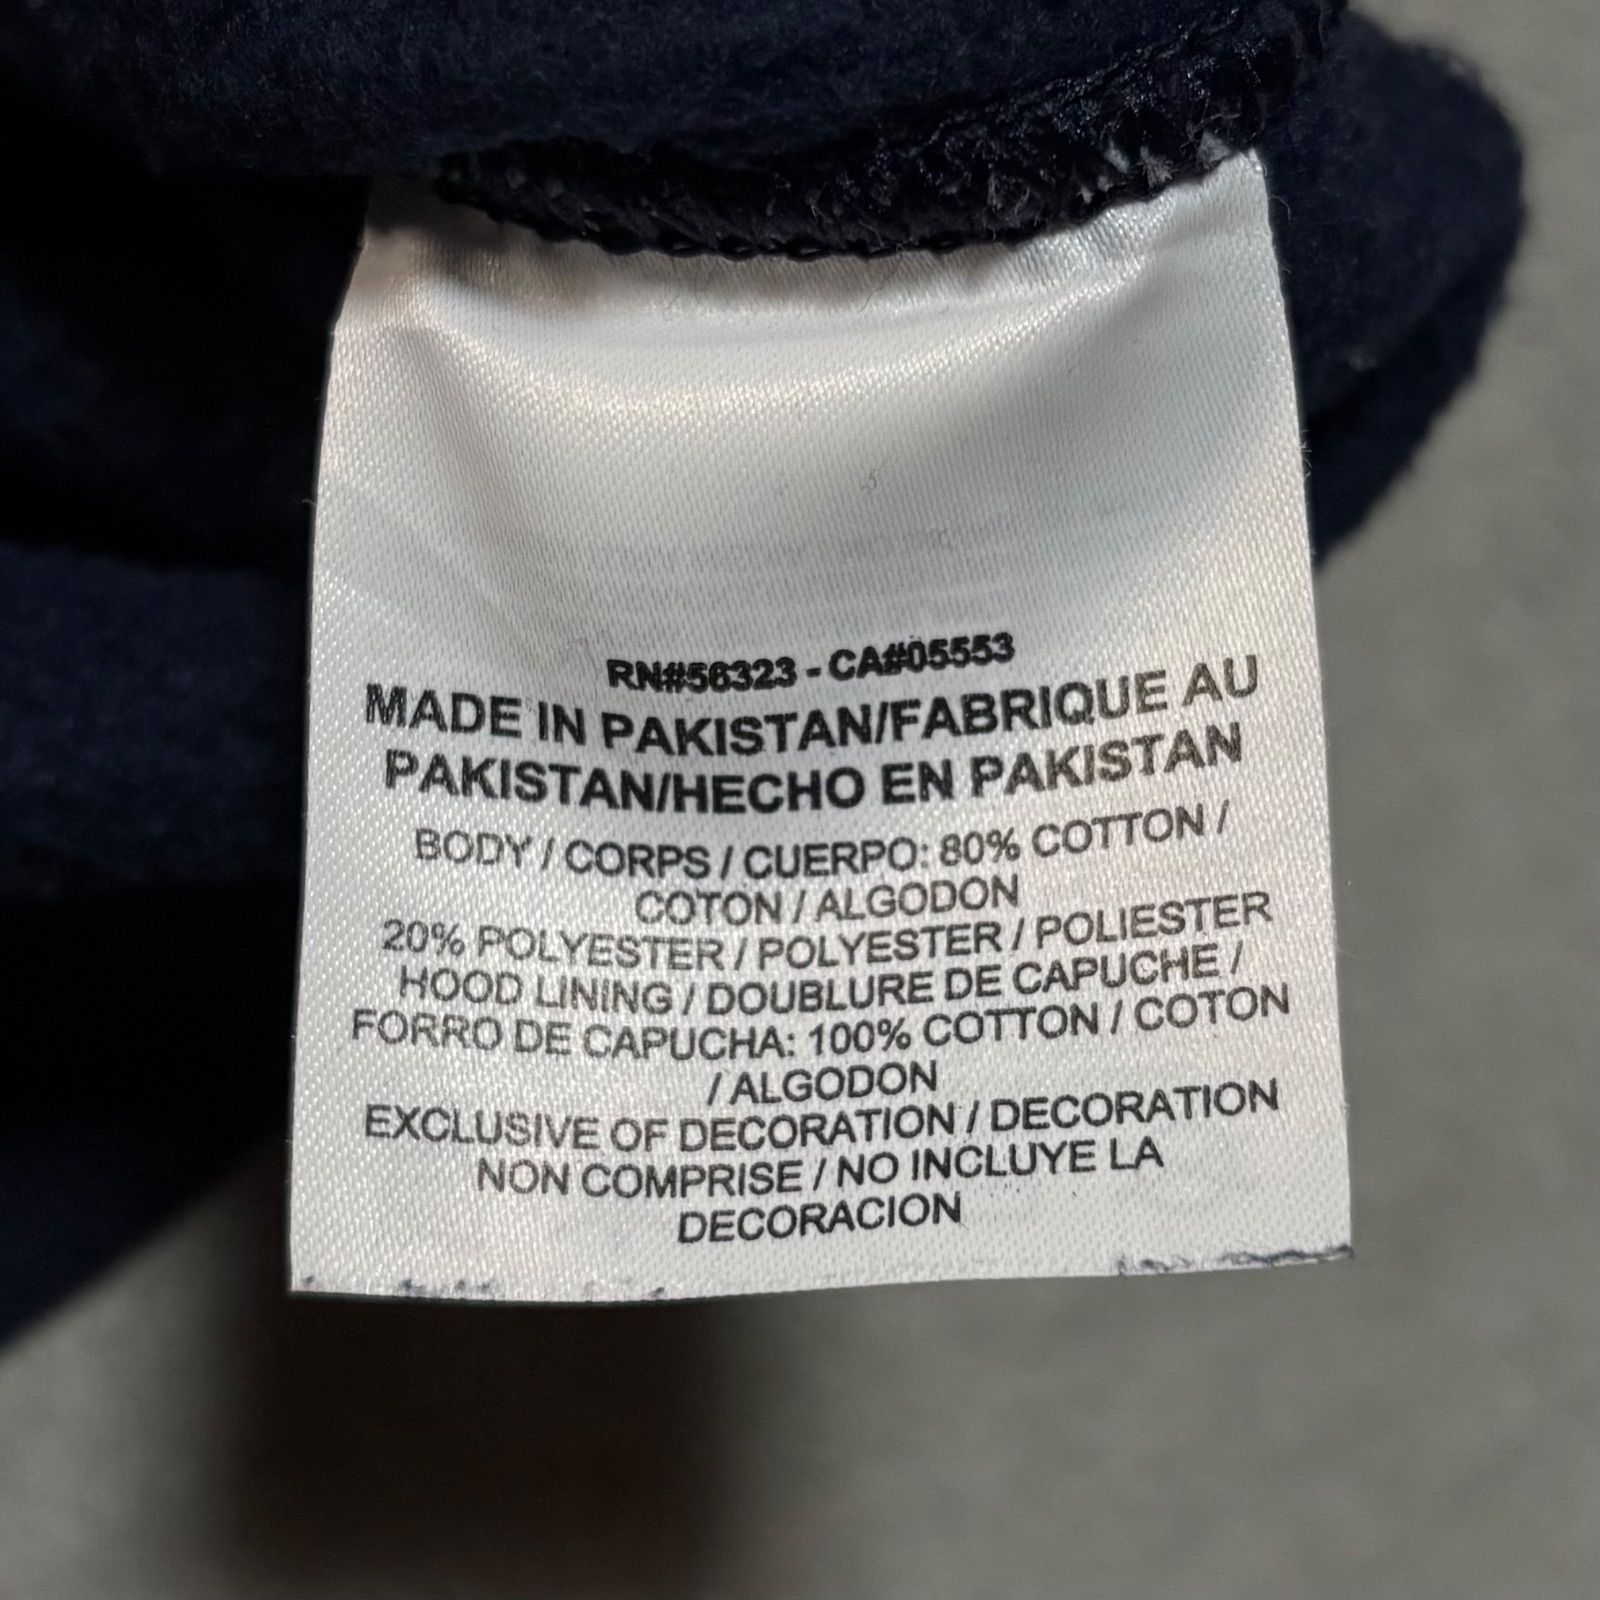 RN#56323 - CA#05553
MADE IN PAKISTAN/FABRIQUE AU
PAKISTAN/HECHO EN PAKISTAN
BODY / CORPS / CUERPO: 80% COTTON /
COTON / ALGODON
20% POLYESTER / POLYESTER / POLIESTER
HOOD LINING / DOUBLURE DE CAPUCHE /
FORRO DE CAPUCHA: 100% COTTON / COTON
/ ALGODON
EXCLUSIVE OF DECORATION / DECORATION
NON COMPRISE / NO INCLUYE LA
DECORACION